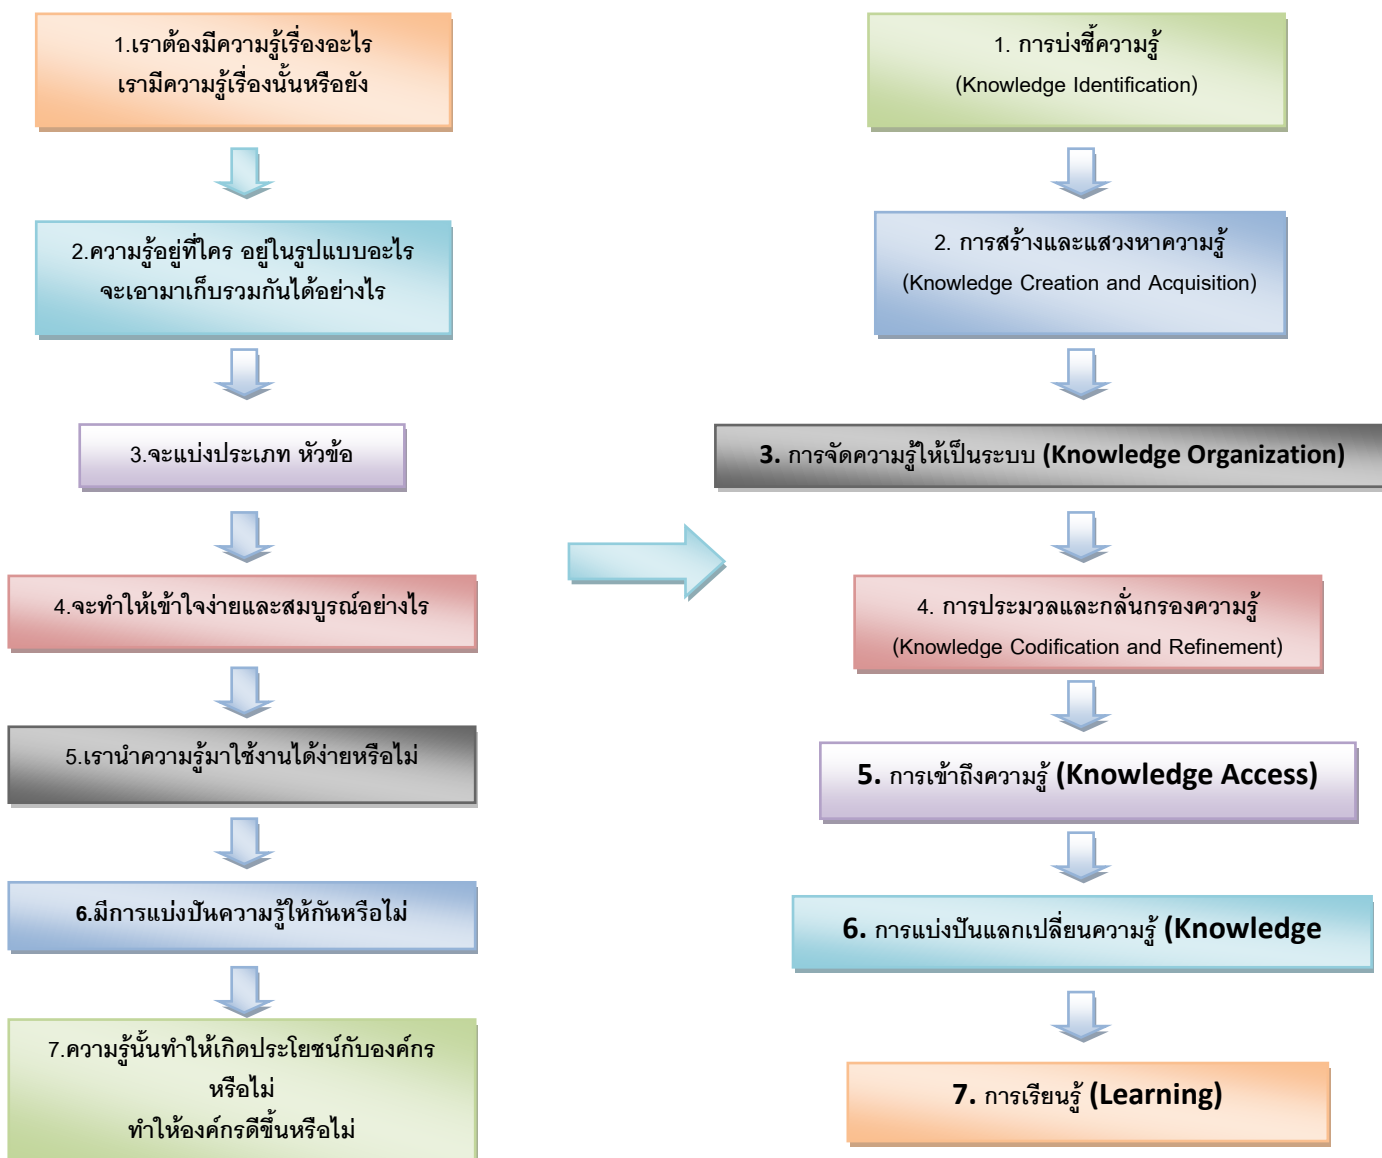 1.เราต้องมีความรู้เรื่องอะไร
เรามีความรู้เรื่องนั้นหรือยัง
2.ความรู้อยู่ที่ใคร อยู่ในรูปแบบอะไร
จะเอามาเก็บรวมกันได้อย่างไร
3.จะแบ่งประเภท หัวข้อ
4.จะทำให้เข้าใจง่ายและสมบูรณ์อย่างไร
5.เรานำความรู้มาใช้งานได้ง่ายหรือไม่
6.มีการแบ่งปันความรู้ให้กันหรือไม่
7.ความรู้นั้นทำให้เกิดประโยชน์กับองค์กร
หรือไม่
ทำให้องค์กรดีขึ้นหรือไม่
1. การบ่งชี้ความรู้
(Knowledge Identification)
2. การสร้างและแสวงหาความรู้
(Knowledge Creation and Acquisition)
3. การจัดความรู้ให้เป็นระบบ (Knowledge Organization)
4. การประมวลและกลั่นกรองความรู้
(Knowledge Codification and Refinement)
5. การเข้าถึงความรู้ (Knowledge Access)
6. การแบ่งปันแลกเปลี่ยนความรู้ (Knowledge
7. การเรียนรู้ (Learning)